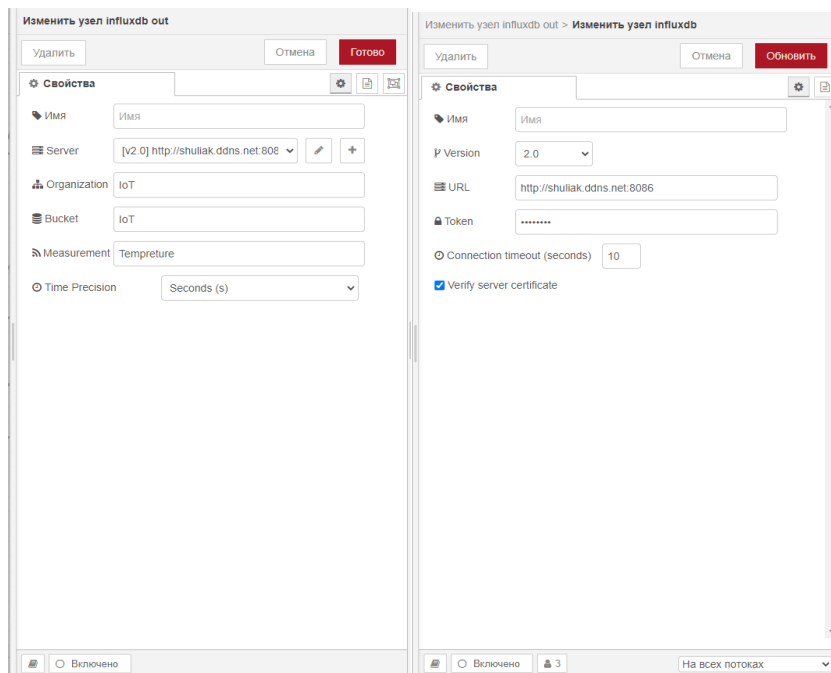 Изменить узел influxdb out
Удалить
Отмена
Готово
Свойства
Имя
Имя
Server
[v2.0] http://shuliak.ddns.net:808
Organization
IoT
Bucket
IoT
Measurement
Tempreture
Time Precision
Seconds (s)
Включено
Изменить узел influxdb out > Изменить узел influxdb
Удалить
Отмена
Обновить
Свойства
Имя
Имя
Version
2.0
URL
http://shuliak.ddns.net:8086
Token
••••••••
Connection timeout (seconds)
10
Verify server certificate
Включено
3
На всех потоках